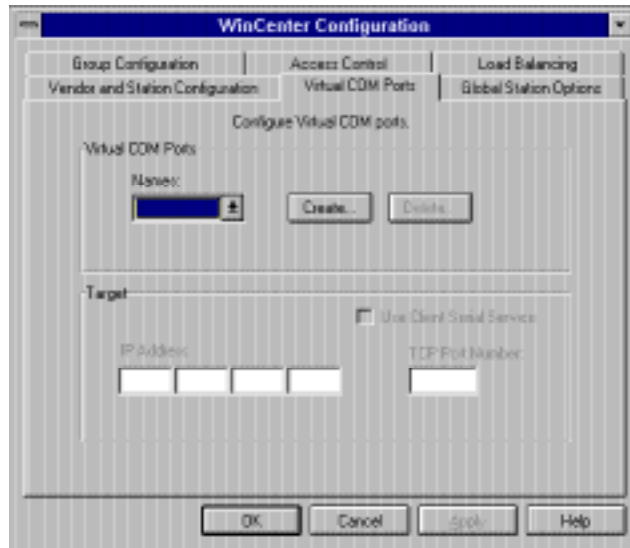 WinCenter Configuration
Group Configuration Access Control Load Balancing
Vendor and Station Configuration Virtual COM Ports Global Station Options
Configure Virtual COM ports.
Virtual COM Ports
Names:
Create... Delete...
Target
Use Client Serial Service
IP Address: TCP Port Number:
OK Cancel Apply Help